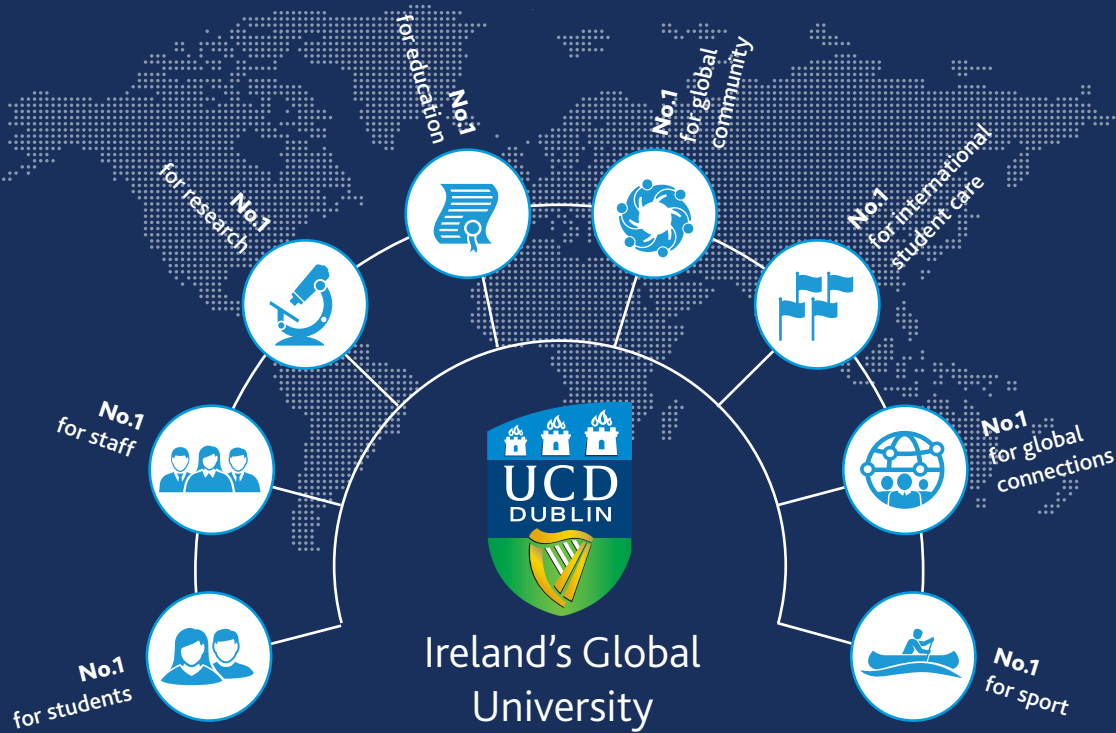 No.1
for students
No.1
for staff
No.1
for research
No.1
for education
No.1
for global
community
No.1
for international
student care
No.1
for global
connections
No.1
for sport
UCD
DUBLIN
Ireland's Global
University